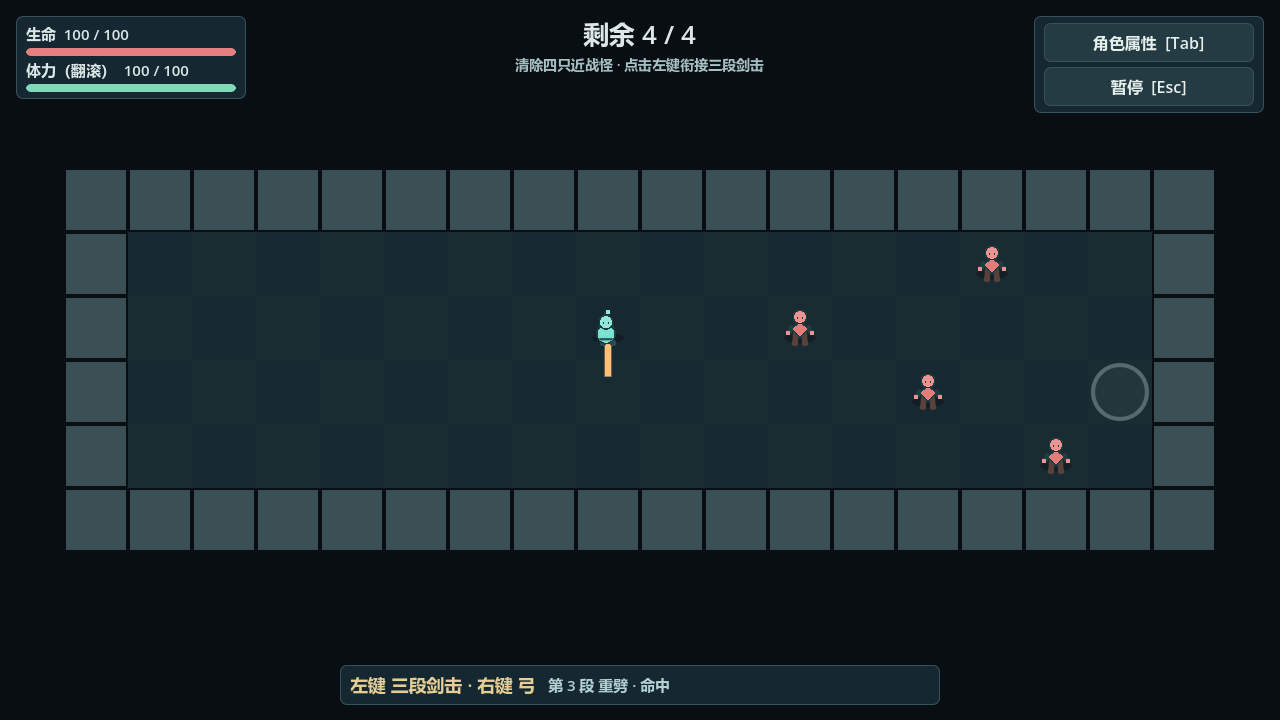 生命 100 / 100
体力（翻滚） 100 / 100
剩余 4 / 4
清除四只近战怪 · 点击左键衔接三段剑击
角色属性 [Tab]
暂停 [Esc]
左键 三段剑击 · 右键 弓 第 3 段 重劈 · 命中